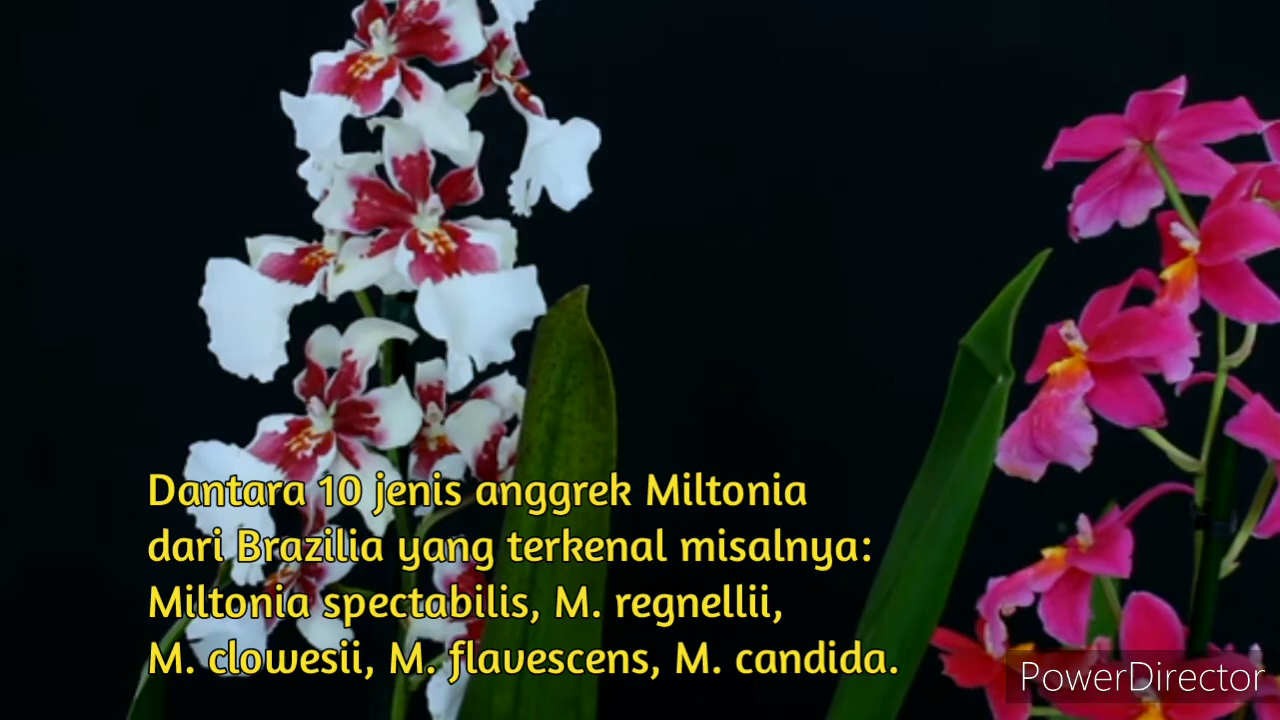 Dantara 10 jenis anggrek Miltonia
dari Brazilia yang terkenal misalnya:
Miltonia spectabilis, M. regnellii,
M. clowesii, M. flavescens, M. candida.
PowerDirector